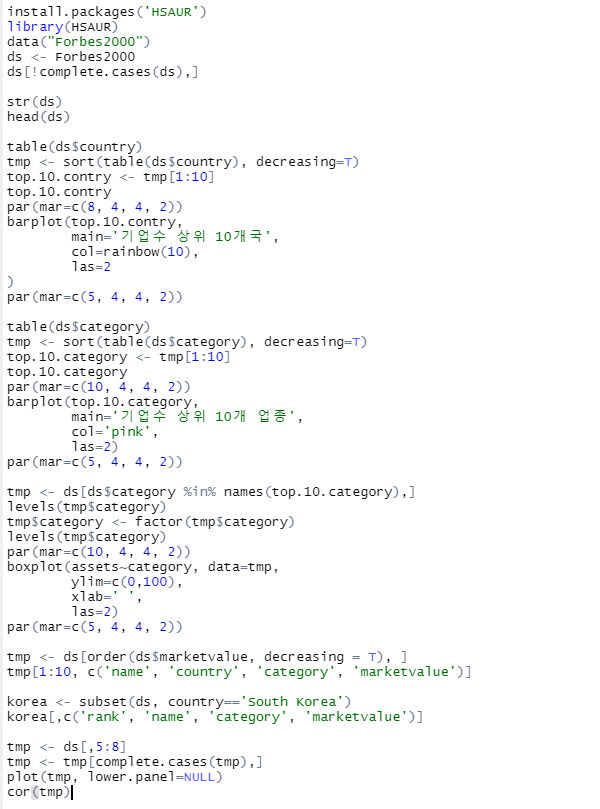 install.packages('HSAUR')
library(HSAUR)
data("Forbes2000")
ds <- Forbes2000
ds[!complete.cases(ds),]
str(ds)
head(ds)
table(ds$country)
tmp <- sort(table(ds$country), decreasing=T)
top.10.contry <- tmp[1:10]
top.10.contry
par(mar=c(8, 4, 4, 2))
barplot(top.10.contry,
        main='기업수 상위 10개국',
        col=rainbow(10),
        las=2
)
par(mar=c(5, 4, 4, 2))
table(ds$category)
tmp <- sort(table(ds$category), decreasing=T)
top.10.category <- tmp[1:10]
top.10.category
par(mar=c(10, 4, 4, 2))
barplot(top.10.category,
        main='기업수 상위 10개 업종',
        col='pink',
        las=2)
par(mar=c(5, 4, 4, 2))
tmp <- ds[ds$category %in% names(top.10.category),]
levels(tmp$category)
tmp$category <- factor(tmp$category)
levels(tmp$category)
par(mar=c(10, 4, 4, 2))
boxplot(assets~category, data=tmp,
        ylim=c(0,100),
        xlab=' ',
        las=2)
par(mar=c(5, 4, 4, 2))
tmp <- ds[order(ds$marketvalue, decreasing = T), ]
tmp[1:10, c('name', 'country', 'category', 'marketvalue')]
korea <- subset(ds, country=='South Korea')
korea[,c('rank', 'name', 'category', 'marketvalue')]
tmp <- ds[,5:8]
tmp <- tmp[complete.cases(tmp),]
plot(tmp, lower.panel=NULL)
cor(tmp)